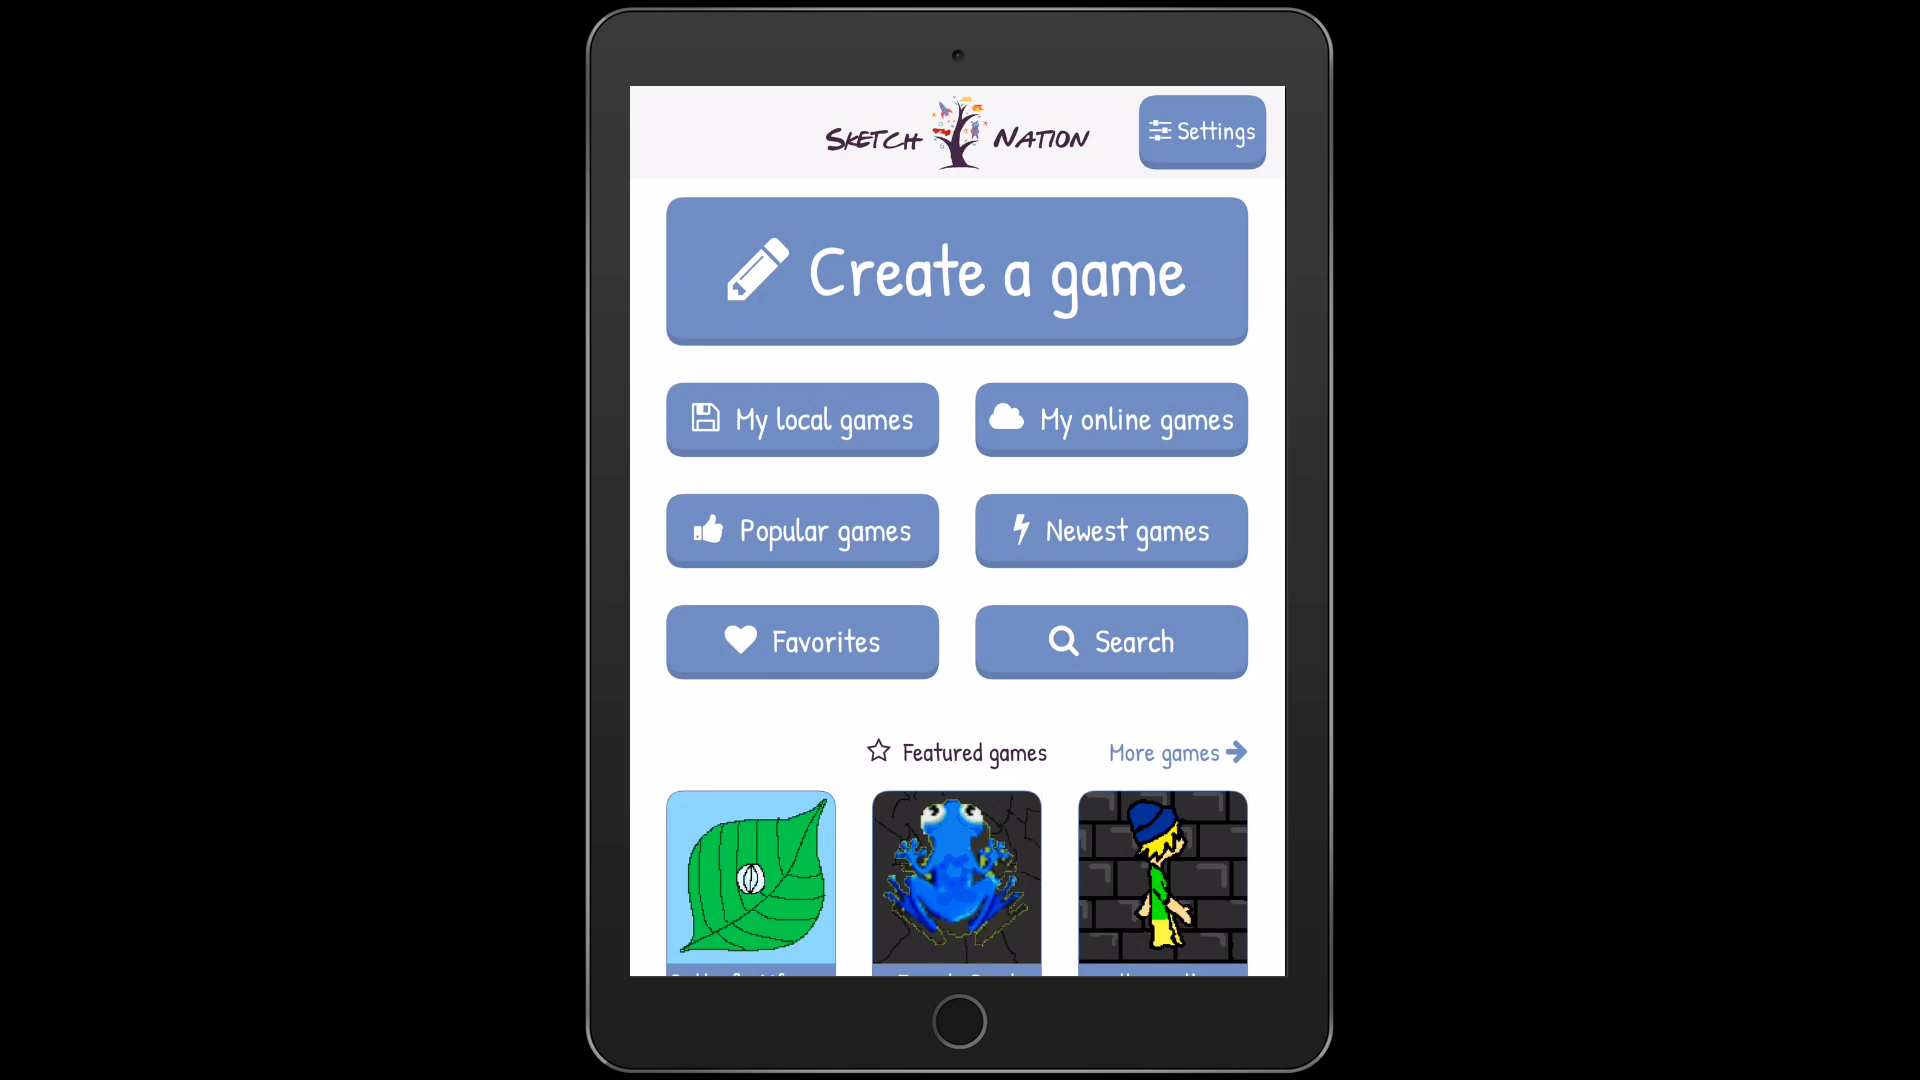 SKETCH NATION
Settings
Create a game
My local games
My online games
Popular games
Newest games
Favorites
Search
Featured games
More games